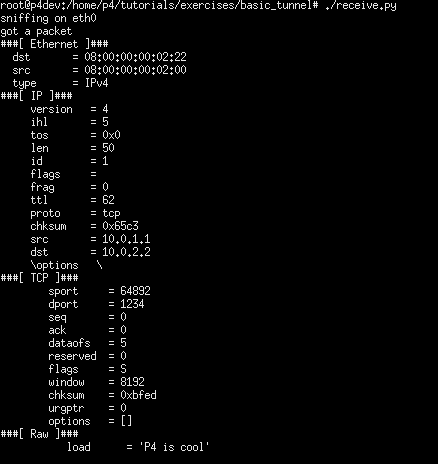 root@p4dev:/home/p4/tutorials/exercises/basic_tunnel# ./receive.py
sniffing on eth0
got a packet
###[ Ethernet ]###
  dst       = 08:00:00:00:02:22
  src       = 08:00:00:00:02:00
  type      = IPv4
###[ IP ]###
     version   = 4
     ihl       = 5
     tos       = 0x0
     len       = 50
     id        = 1
     flags     =
     frag      = 0
     ttl       = 62
     proto     = tcp
     chksum    = 0x65c3
     src       = 10.0.1.1
     dst       = 10.0.2.2
     \options   \
###[ TCP ]###
        sport     = 64892
        dport     = 1234
        seq       = 0
        ack       = 0
        dataofs   = 5
        reserved  = 0
        flags     = S
        window    = 8192
        chksum    = 0xbfed
        urgptr    = 0
        options   = []
###[ Raw ]###
           load      = 'P4 is cool'